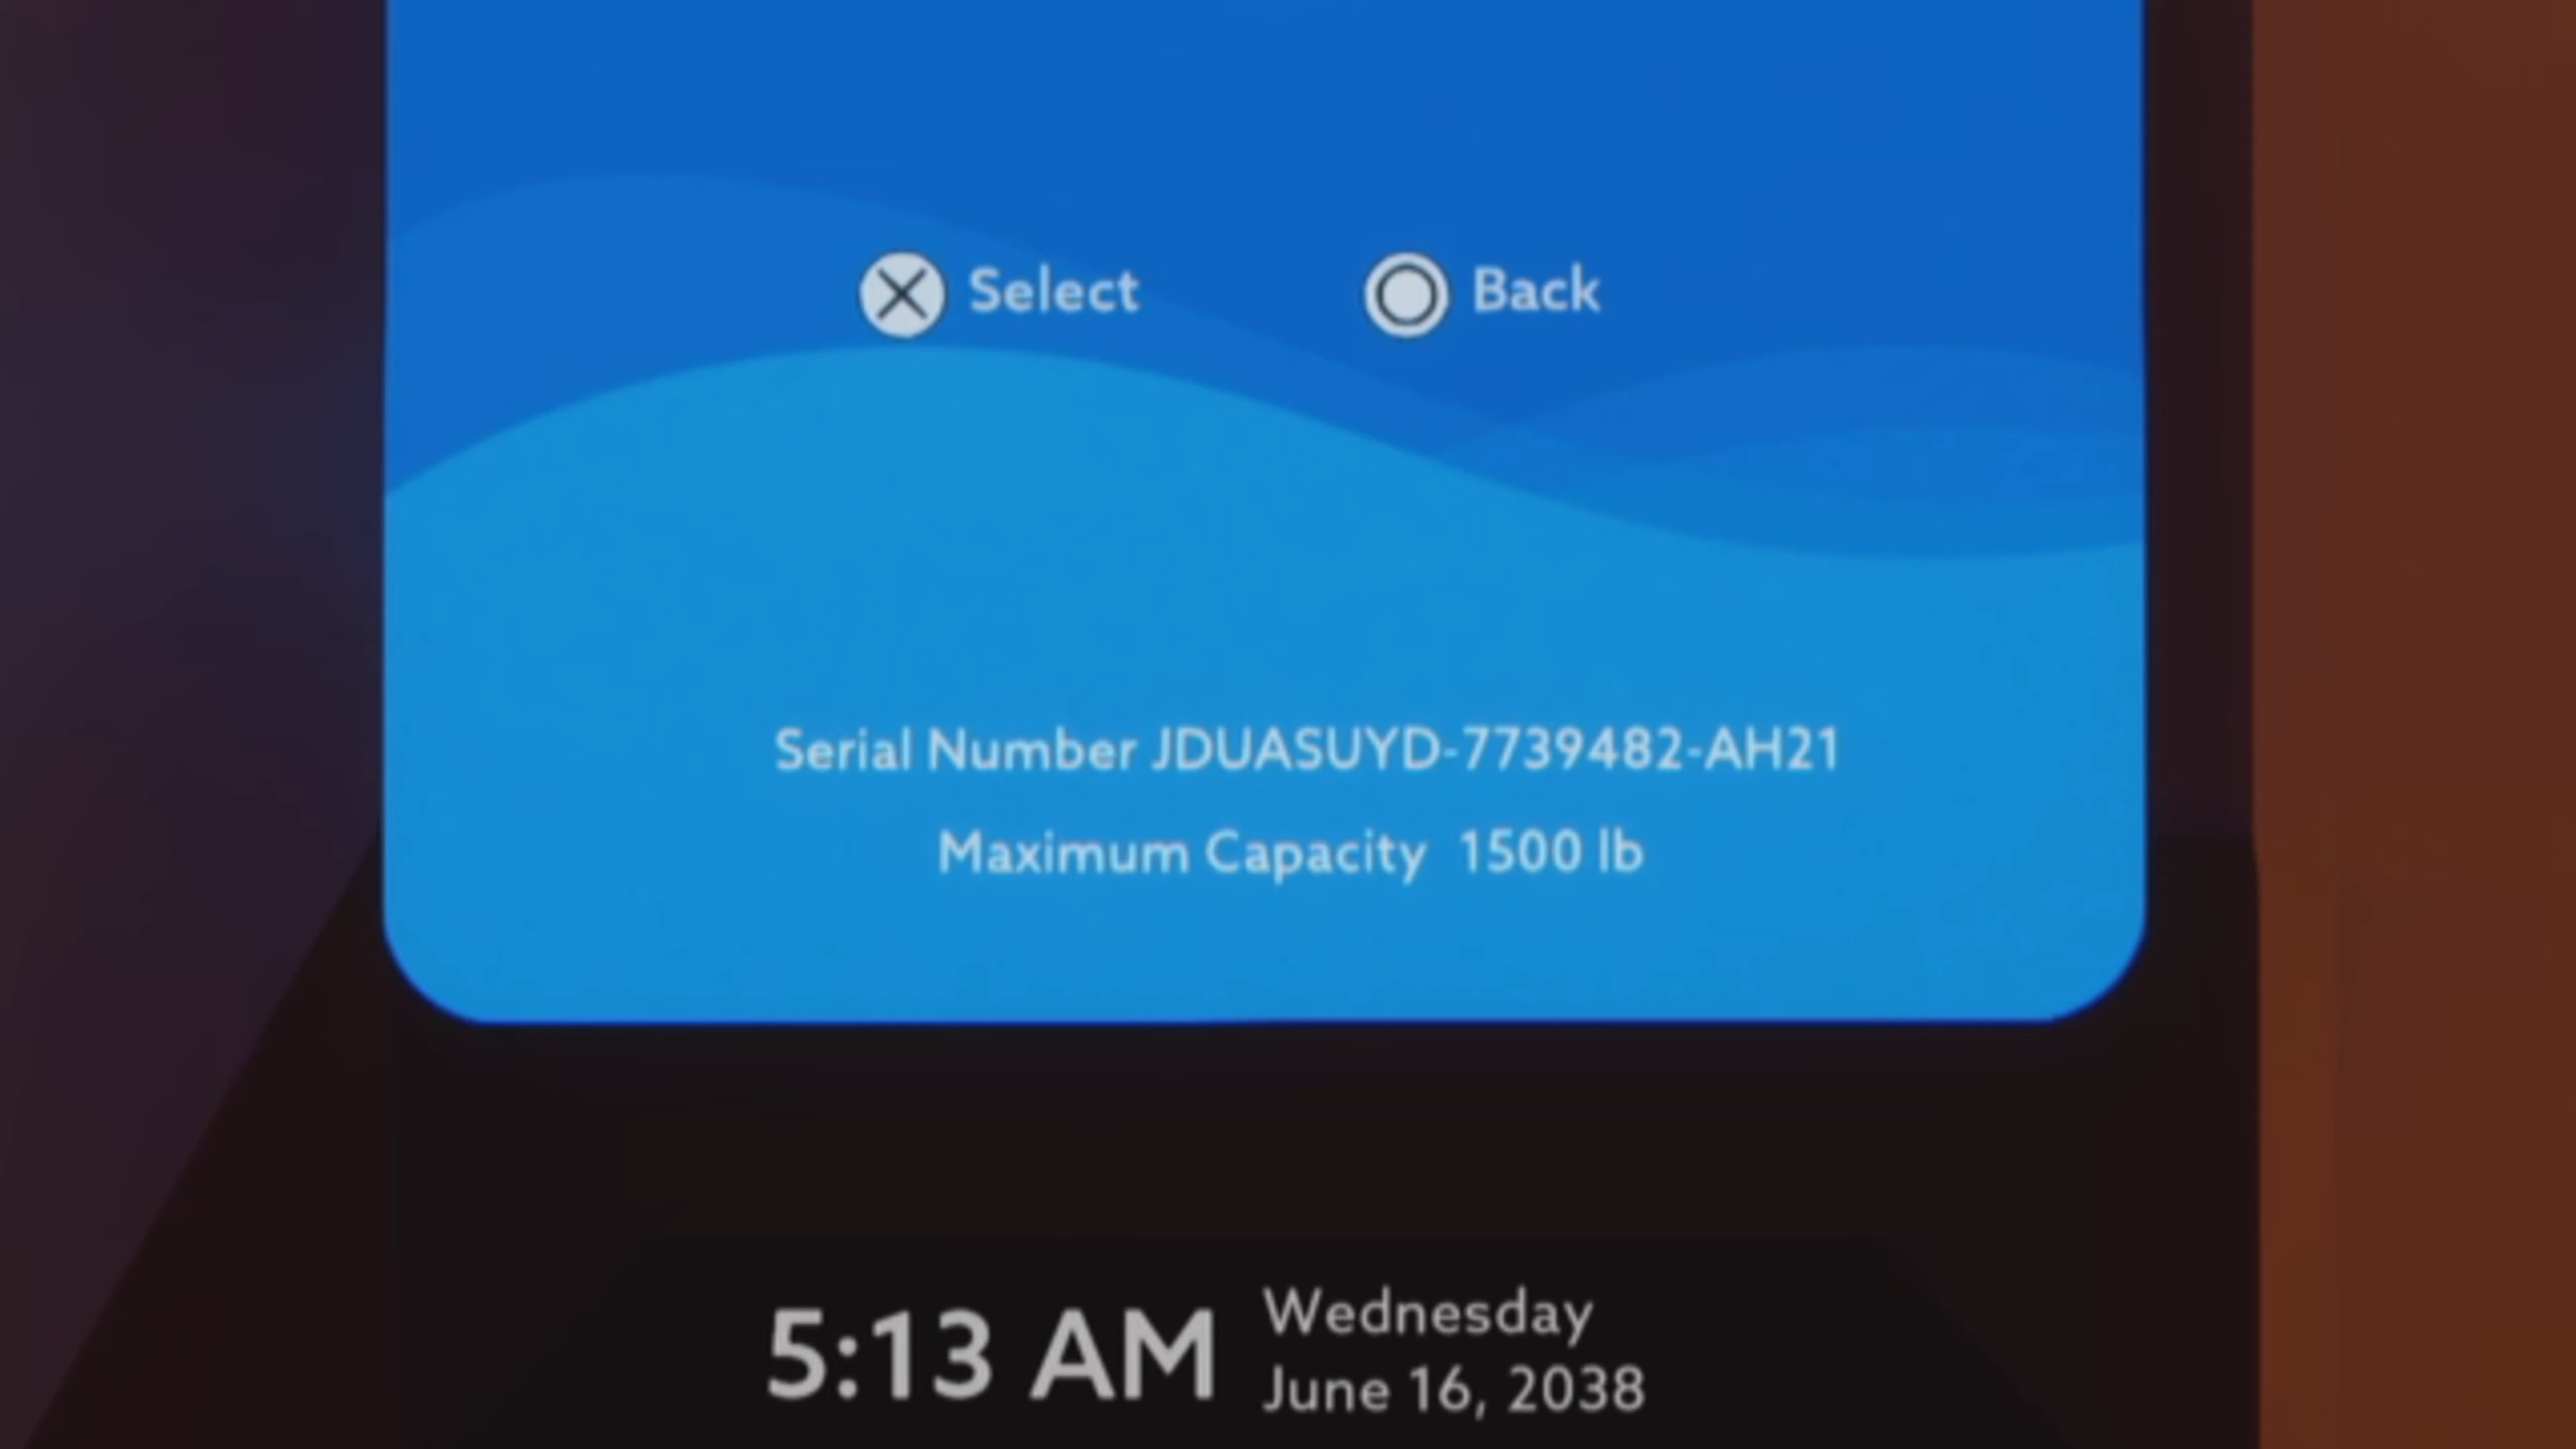 Select
Back
Serial Number JDUASUYD-7739482-AH21
Maximum Capacity 1500 lb
5:13 AM
Wednesday
June 16, 2038